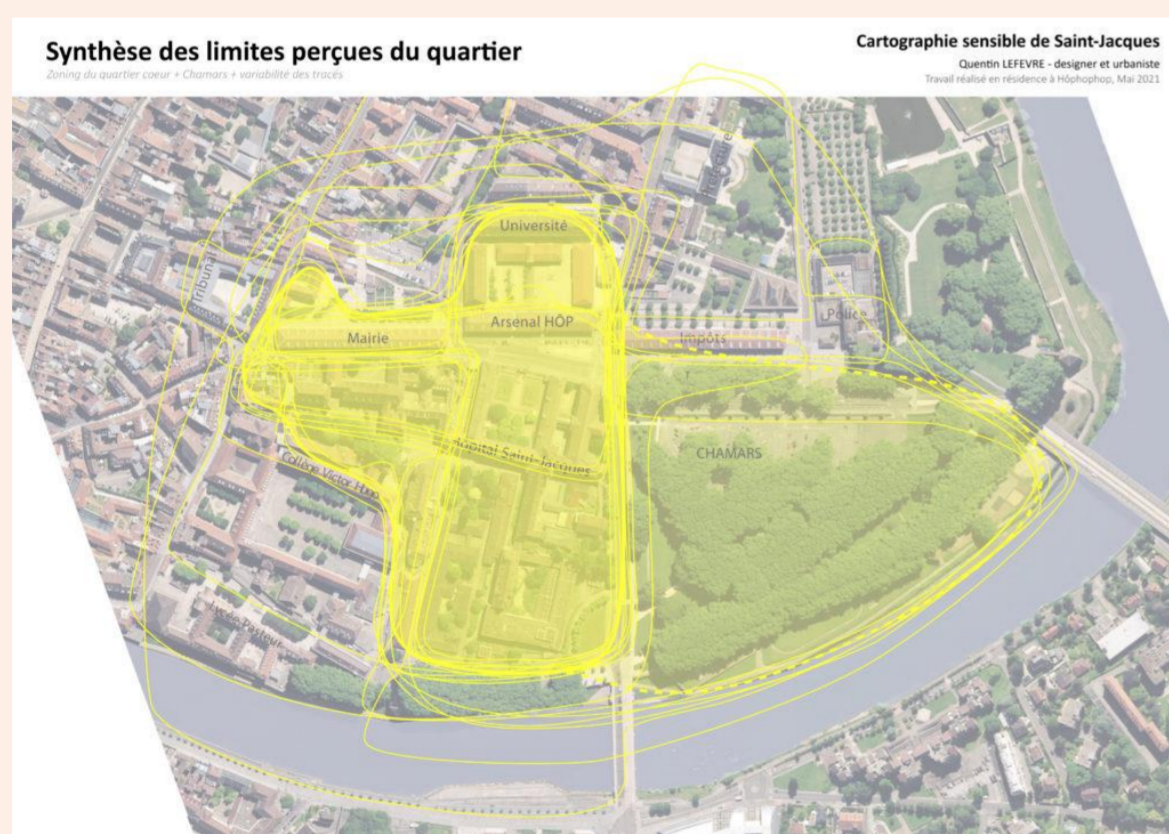 Synthèse des limites perçues du quartier
Zoning du quartier coeur + Chamars + variabilité des tracés
Cartographie sensible de Saint-Jacques
Quentin LEFEVRE - designer et urbaniste
Travail réalisé en résidence à Hôphophop, Mai 2021
Préfecture
Université
Tribunal
Arsenal HÔP
Police
Mairie
Impôts
Hôpital Saint-Jacques
CHAMARS
Collège Victor Hugo
Lycée Pasteur